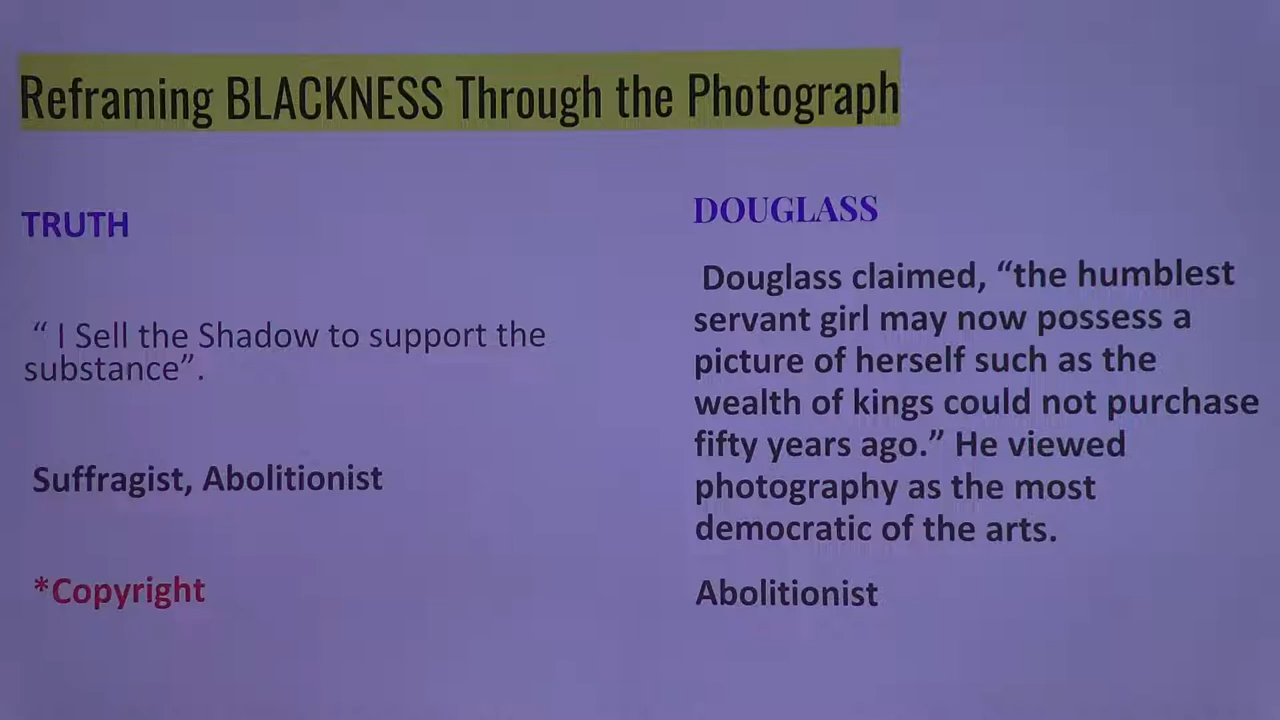 Reframing BLACKNESS Through the Photograph
TRUTH
“ I Sell the Shadow to support the
substance”.
Suffragist, Abolitionist
*Copyright
DOUGLASS
Douglass claimed, “the humblest
servant girl may now possess a
picture of herself such as the
wealth of kings could not purchase
fifty years ago.” He viewed
photography as the most
democratic of the arts.
Abolitionist